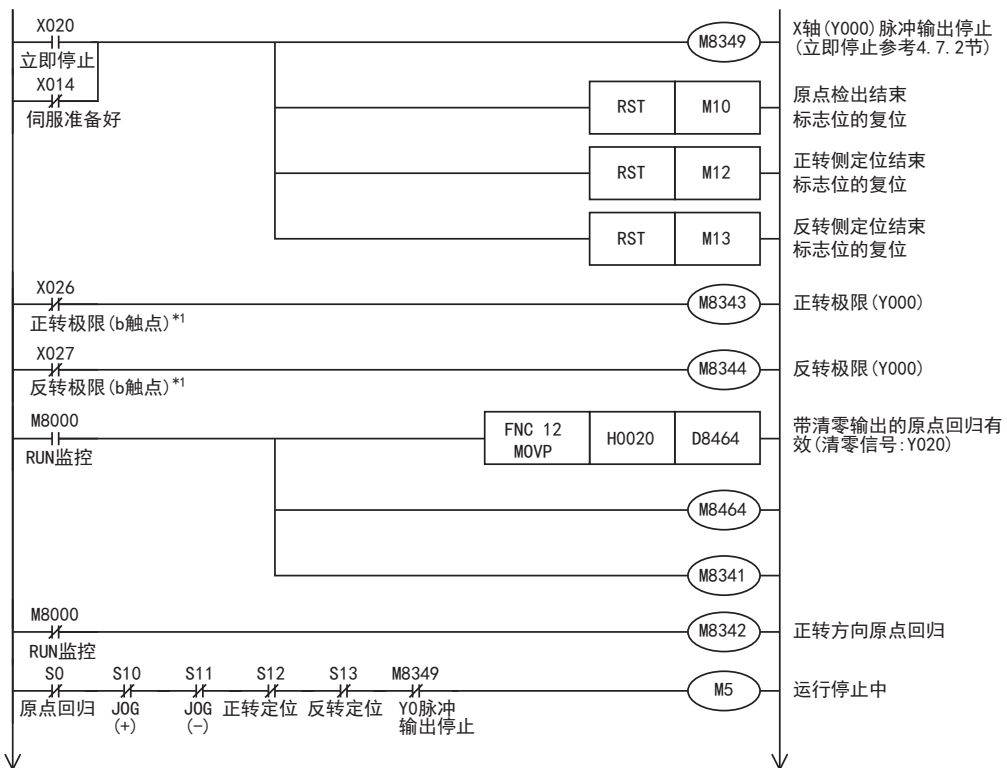 X020
立即停止
X014
伺服准备好
M8349
X轴(Y000)脉冲输出停止
(立即停止参考4.7.2节)
RST M10
原点检出结束
标志位的复位
RST M12
正转侧定位结束
标志位的复位
RST M13
反转侧定位结束
标志位的复位
X026
正转极限(b触点)*1
M8343
正转极限(Y000)
X027
反转极限(b触点)*1
M8344
反转极限(Y000)
M8000
RUN监控
FNC 12
MOVP
H0020 D8464
带清零输出的原点回归有
效(清零信号:Y020)
M8464
M8341
M8000
RUN监控
M8342
正转方向原点回归
S0 S10 S11 S12 S13 M8349
原点回归 JOG JOG 正转定位 反转定位 Y0脉冲
(+) (-) 输出停止
M5
运行停止中